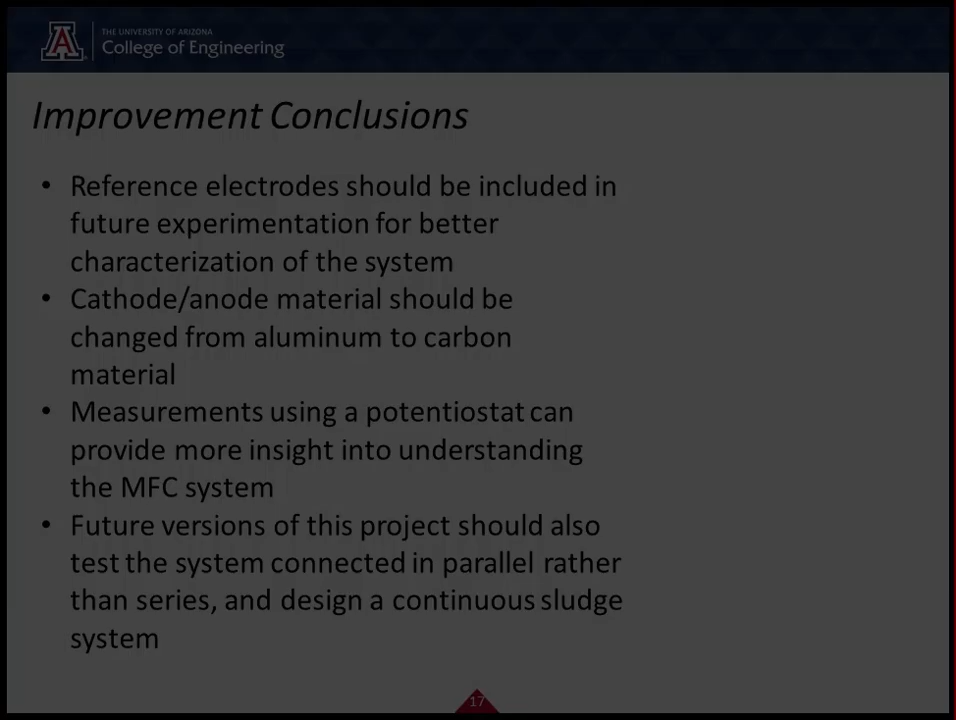 THE UNIVERSITY OF ARIZONA
College of Engineering
Improvement Conclusions
• Reference electrodes should be included in
future experimentation for better
characterization of the system
• Cathode/anode material should be
changed from aluminum to carbon
material
• Measurements using a potentiostat can
provide more insight into understanding
the MFC system
• Future versions of this project should also
test the system connected in parallel rather
than series, and design a continuous sludge
system
17